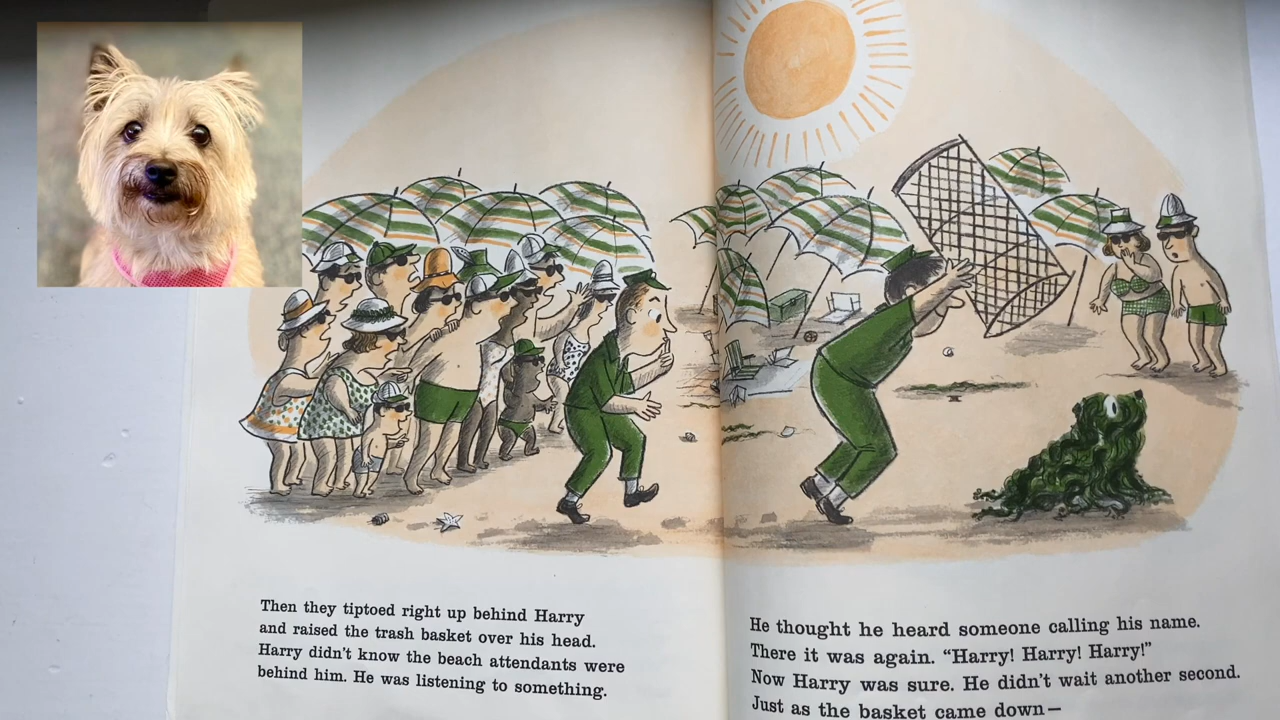 Then they tiptoed right up behind Harry
and raised the trash basket over his head.
Harry didn't know the beach attendants were
behind him. He was listening to something.
He thought he heard someone calling his name.
There it was again. “Harry! Harry! Harry!”
Now Harry was sure. He didn't wait another second.
Just as the basket came down—